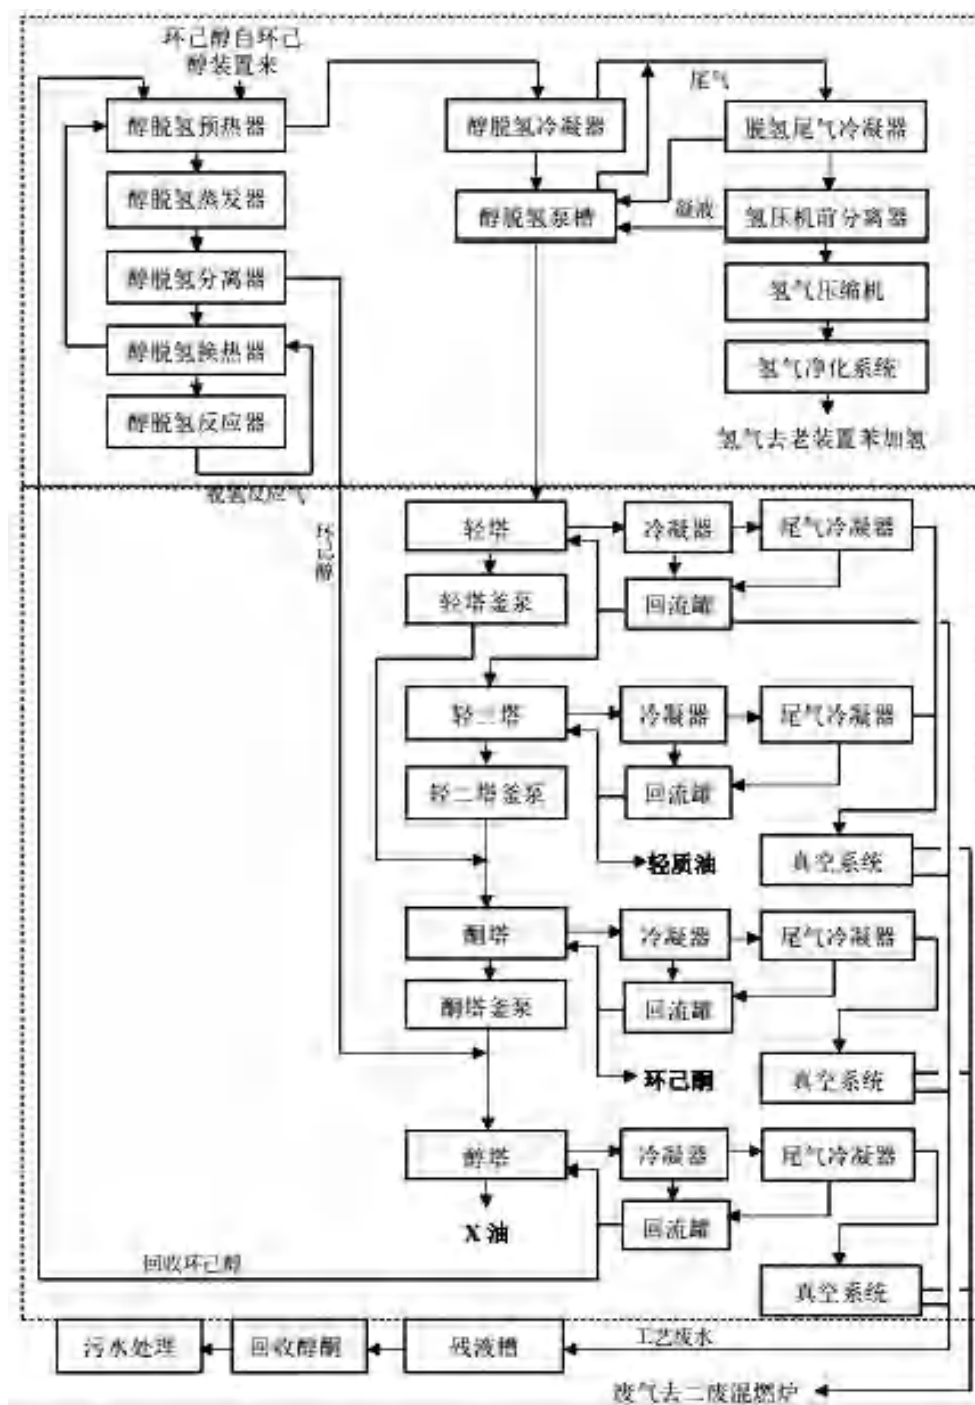 环己醇自环己
醇装置来
尾气
醇脱氢预热器
醇脱氢冷凝器
脱氢尾气冷凝器
醇脱氢蒸发器
醇脱氢泵槽
凝液
氢压机前分离器
醇脱氢分离器
氢气压缩机
醇脱氢换热器
氢气净化系统
醇脱氢反应器
氢气去老装置苯加氢
脱氢反应气
环己醇
轻塔
冷凝器
尾气冷凝器
轻塔釜泵
回流罐
轻二塔
冷凝器
尾气冷凝器
轻二塔釜泵
回流罐
轻质油
真空系统
酮塔
冷凝器
尾气冷凝器
酮塔釜泵
回流罐
环己酮
真空系统
醇塔
冷凝器
尾气冷凝器
X 油
回流罐
回收环己醇
真空系统
污水处理
回收醇酮
残液槽
工艺废水
废气去二废混燃炉